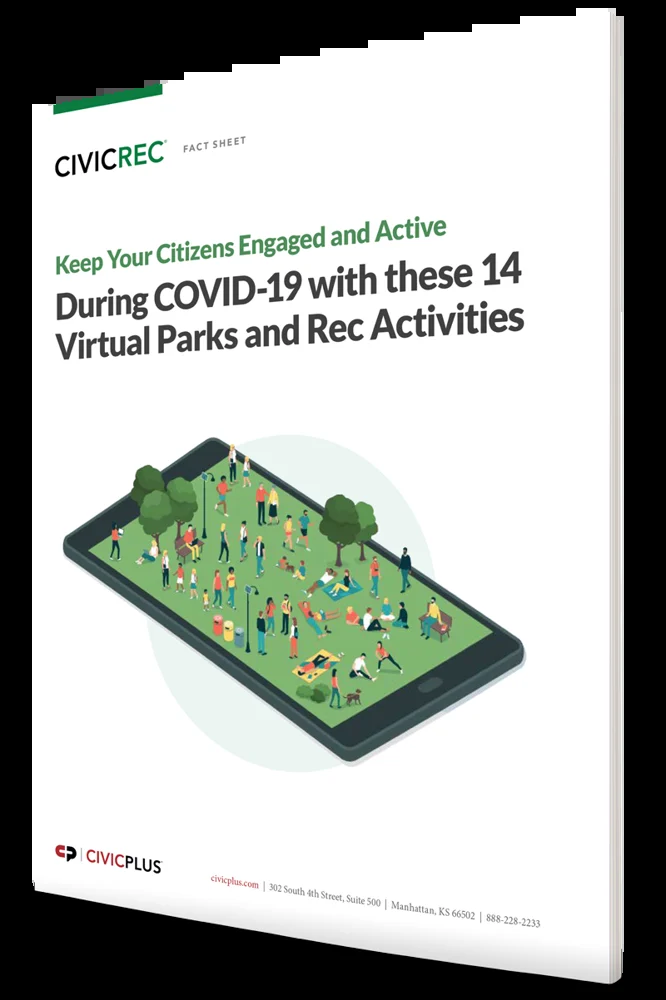 CIVICREC® FACT SHEET
Keep Your Citizens Engaged and Active
During COVID-19 with these 14
Virtual Parks and Rec Activities
CP | CIVICPLUS
civicplus.com | 302 South 4th Street, Suite 500 | Manhattan, KS 66502 | 888-228-2233